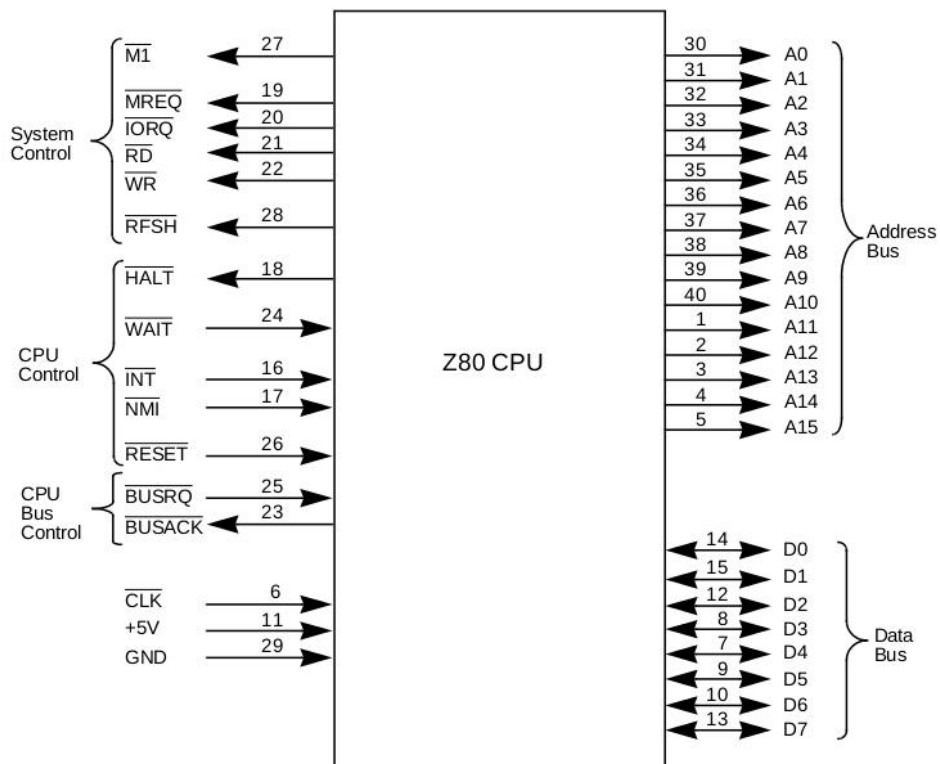 System
Control
M1 27
MREQ 19
IORQ 20
RD 21
WR 22
RFSH 28
CPU
Control
HALT 18
WAIT 24
INT 16
NMI 17
RESET 26
CPU
Bus
Control
BUSRQ 25
BUSACK 23
CLK 6
+5V 11
GND 29
Z80 CPU
30 A0
31 A1
32 A2
33 A3
34 A4
35 A5
36 A6
37 A7
38 A8
39 A9
40 A10
1 A11
2 A12
3 A13
4 A14
5 A15
Address
Bus
14 D0
15 D1
12 D2
8 D3
7 D4
9 D5
10 D6
13 D7
Data
Bus